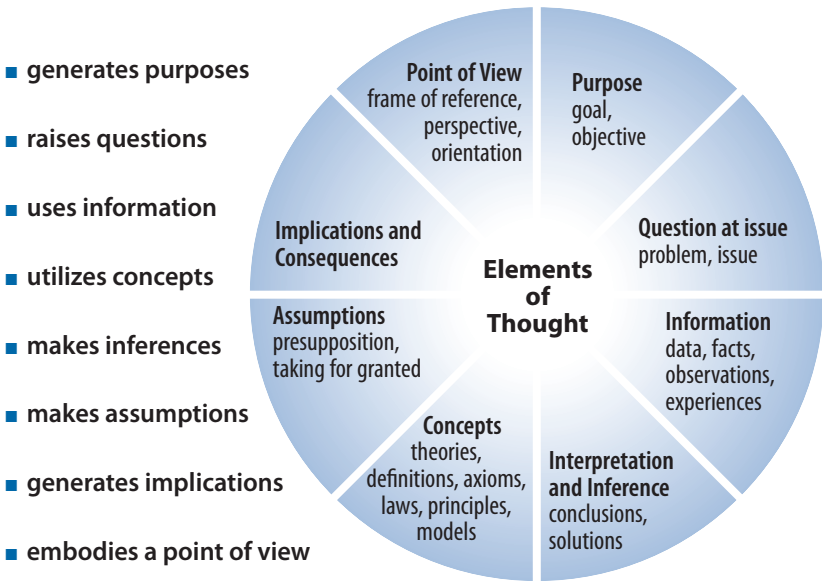 ■ generates purposes
■ raises questions
■ uses information
■ utilizes concepts
■ makes inferences
■ makes assumptions
■ generates implications
■ embodies a point of view
Point of View
frame of reference,
perspective,
orientation
Purpose
goal,
objective
Question at issue
problem, issue
Information
data, facts,
observations,
experiences
Interpretation
and Inference
conclusions,
solutions
Concepts
theories,
definitions, axioms,
laws, principles,
models
Assumptions
presupposition,
taking for granted
Implications and
Consequences
Elements
of
Thought